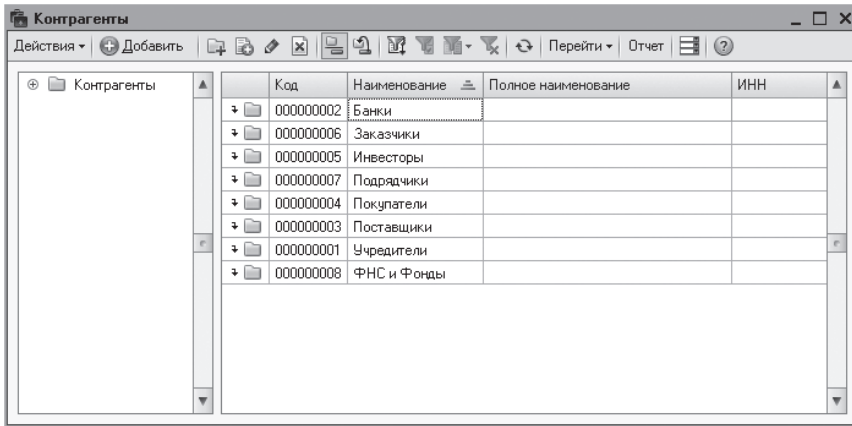 Контрагенты
Действия Добавить Перейти Отчет
Контрагенты
Код Наименование Полное наименование ИНН
000000002 Банки
000000006 Заказчики
000000005 Инвесторы
000000007 Подрядчики
000000004 Покупатели
000000003 Поставщики
000000001 Учредители
000000008 ФНС и Фонды